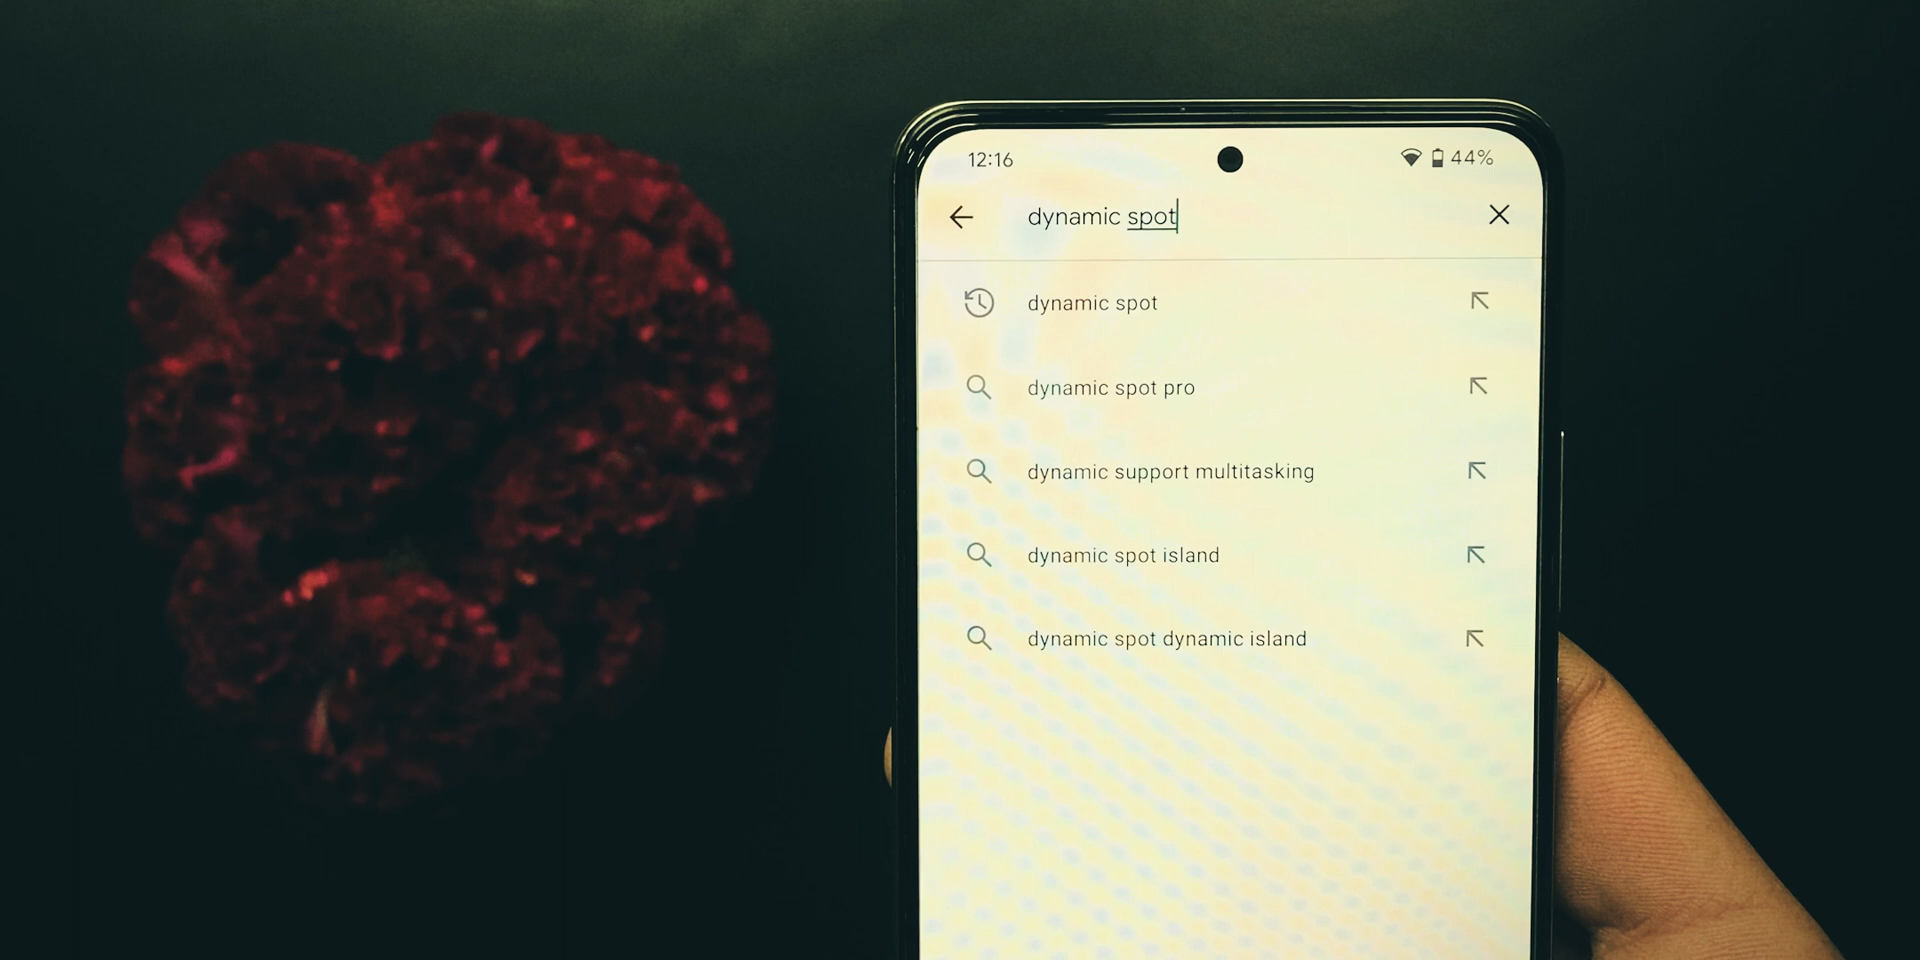 12:16
44%
dynamic spot
dynamic spot
dynamic spot pro
dynamic support multitasking
dynamic spot island
dynamic spot dynamic island